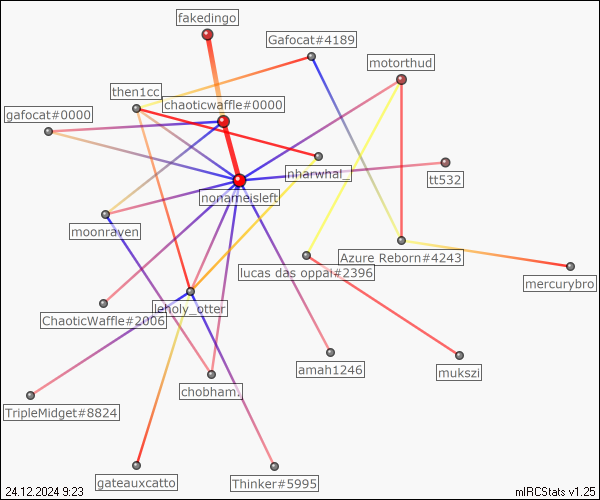 fakedingo
Gafocat#4189
motorthud
then1cc
chaoticwaffle#0000
gafocat#0000
nharwhal_
tt532
nonameisleft
moonraven
Azure Reborn#4243
lucas das oppai#2396
mercurybro
leholy_otter
ChaoticWaffle#2006
amah1246
mukszi
chobham.
TripleMidget#8824
gateauxcatto
Thinker#5995
24.12.2024 9:23
mIRCStats v1.25